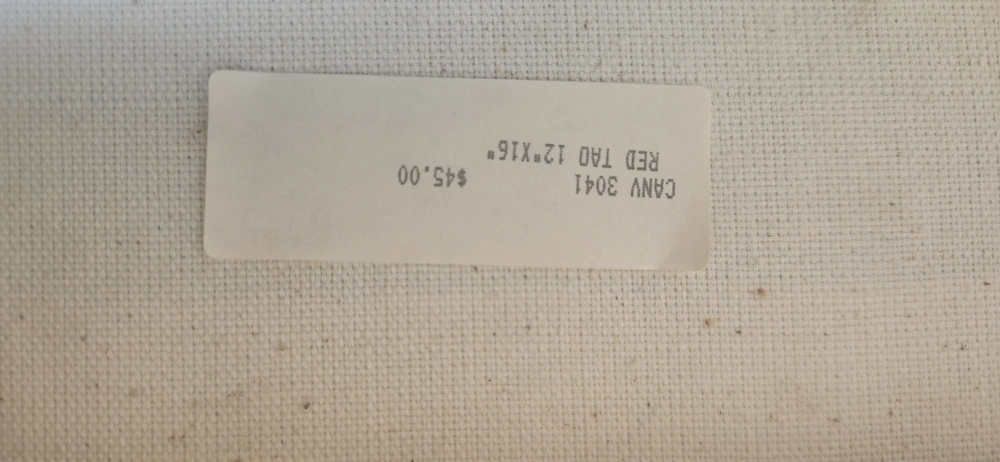 CANV 3041 $45.00
RED TAO 12"X16"